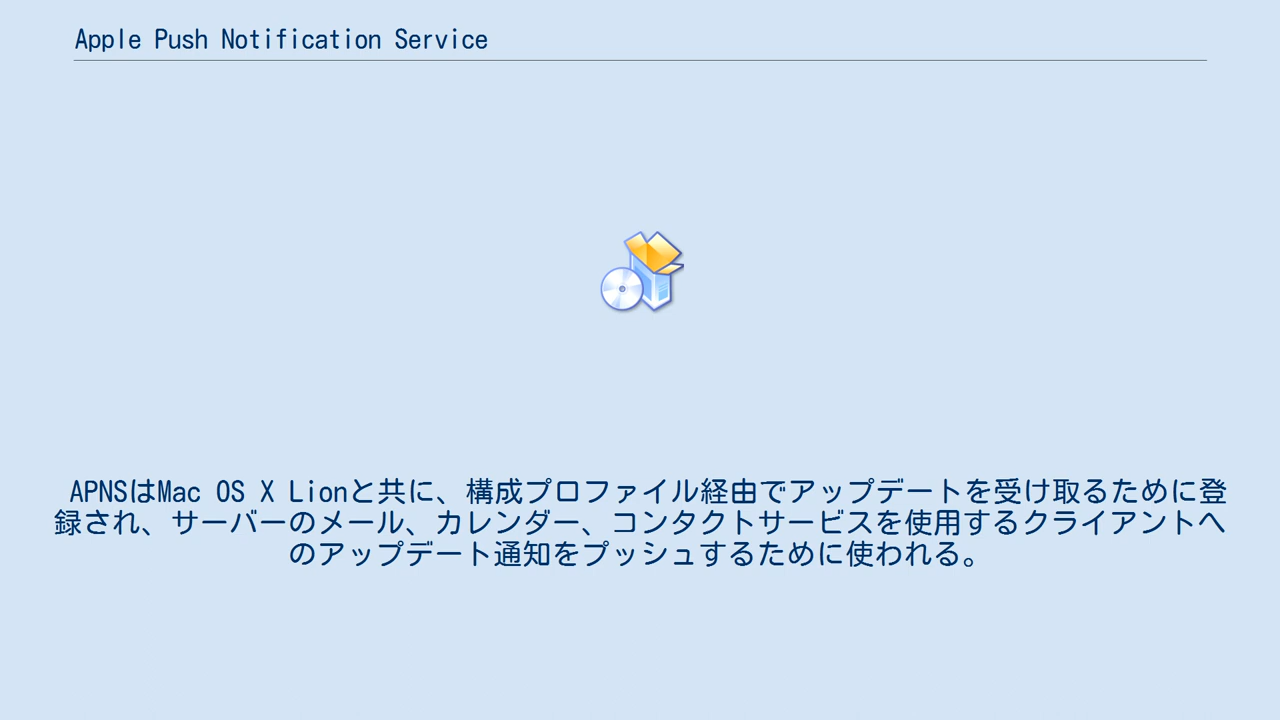 Apple Push Notification Service
APNSはMac OS X Lionと共に、構成プロファイル経由でアップデートを受け取るために登
録され、サーバーのメール、カレンダー、コンタクトサービスを使用するクライアントへ
のアップデート通知をプッシュするために使われる。